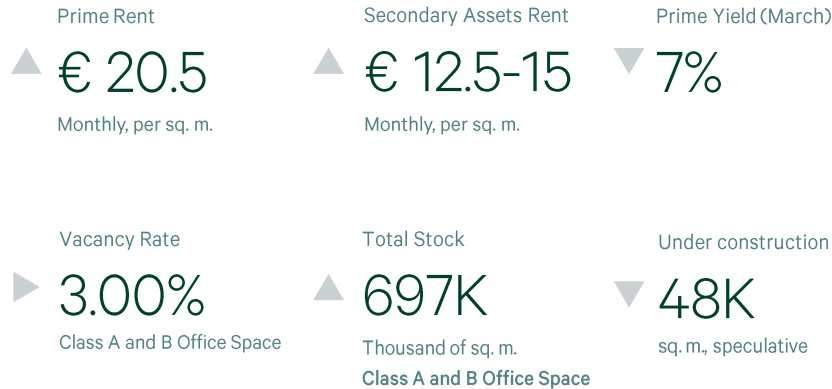 Prime Rent
€ 20.5
Monthly, per sq. m.
Secondary Assets Rent
€ 12.5-15
Monthly, per sq. m.
Prime Yield (March)
7%
Vacancy Rate
3.00%
Class A and B Office Space
Total Stock
697K
Thousand of sq. m.
Class A and B Office Space
Under construction
48K
sq. m., speculative